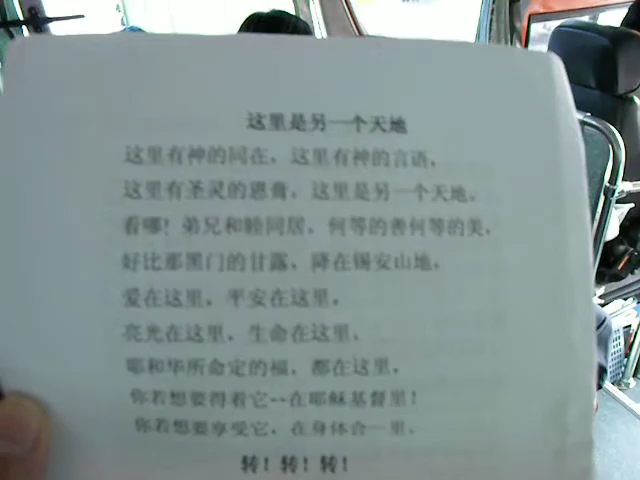 这里是另一个天地
这里有神的同在，这里有神的言语，
这里有圣灵的恩膏，这里是另一个天地。
看哪！弟兄和睦同居，何等的善何等的美，
好比那黑门的甘露，降在锡安山地，
爱在这里，平安在这里，
亮光在这里，生命在这里，
耶和华所命定的福，都在这里，
你若想要得着它--在耶稣基督里！
你若想要享受它，在身体合一里。
转！转！转！